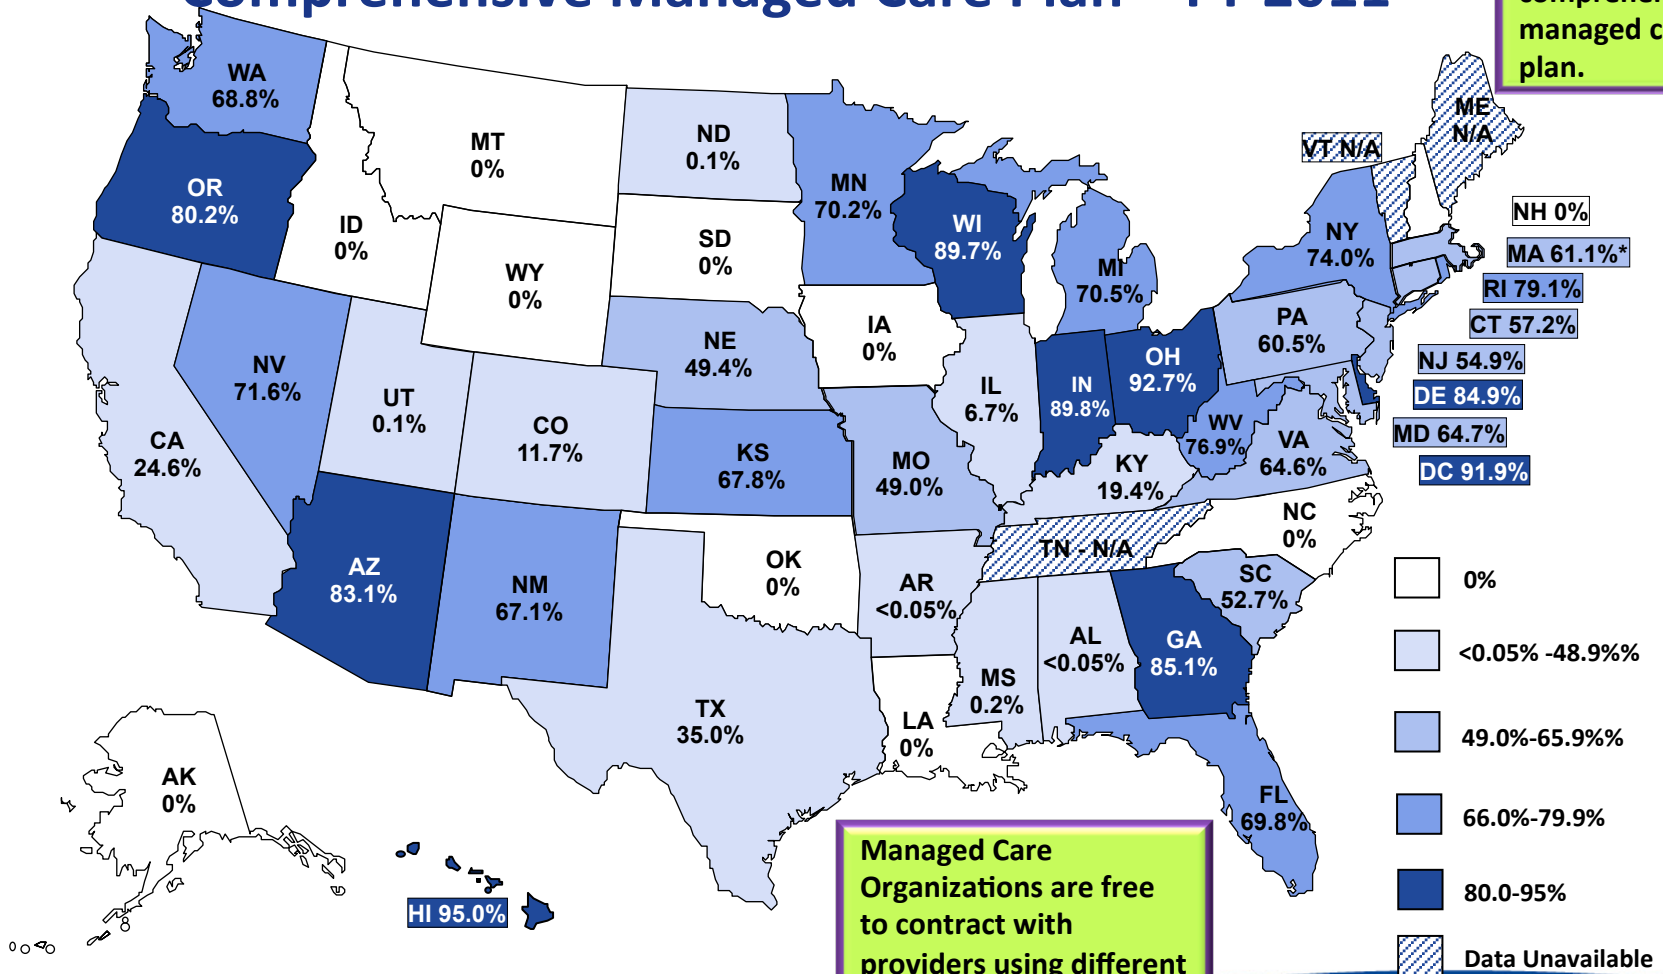 Comprehensive Managed Care Plan - FY 2011
managed c
plan.
WA
68.8%
MT
0%
ND
0.1%
ME
N/A
VT N/A
OR
80.2%
ID
0%
MN
70.2%
WI
89.7%
NY
74.0%
NH 0%
SD
0%
WY
0%
MI
70.5%
MA 61.1%*
RI 79.1%
CT 57.2%
IA
0%
PA
60.5%
NE
49.4%
NJ 54.9%
NV
71.6%
OH
92.7%
IN
89.8%
IL
6.7%
DE 84.9%
UT
0.1%
CO
11.7%
WV
76.9%
MD 64.7%
CA
24.6%
KS
67.8%
MO
49.0%
KY
19.4%
VA
64.6%
DC 91.9%
NC
0%
TN - N/A
OK
0%
AZ
83.1%
NM
67.1%
AR
<0.05%
SC
52.7%
AL
<0.05%
GA
85.1%
MS
0.2%
TX
35.0%
LA
0%
AK
0%
FL
69.8%
HI 95.0%
0%
<0.05% -48.9%%
49.0%-65.9%%
66.0%-79.9%
80.0-95%
Data Unavailable
Managed Care
Organizations are free
to contract with
providers using different